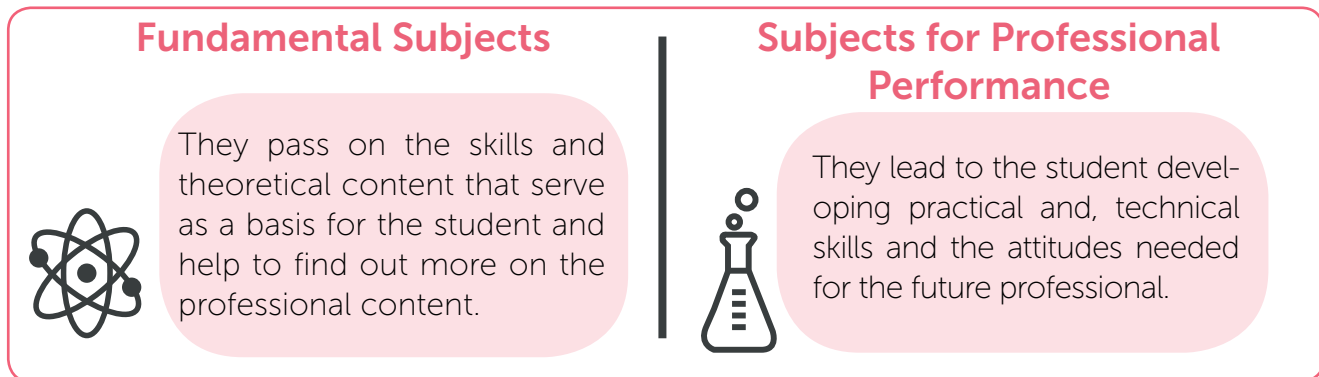 Fundamental Subjects
They pass on the skills and
theoretical content that serve
as a basis for the student and
help to find out more on the
professional content.
Subjects for Professional
Performance
They lead to the student devel-
oping practical and, technical
skills and the attitudes needed
for the future professional.